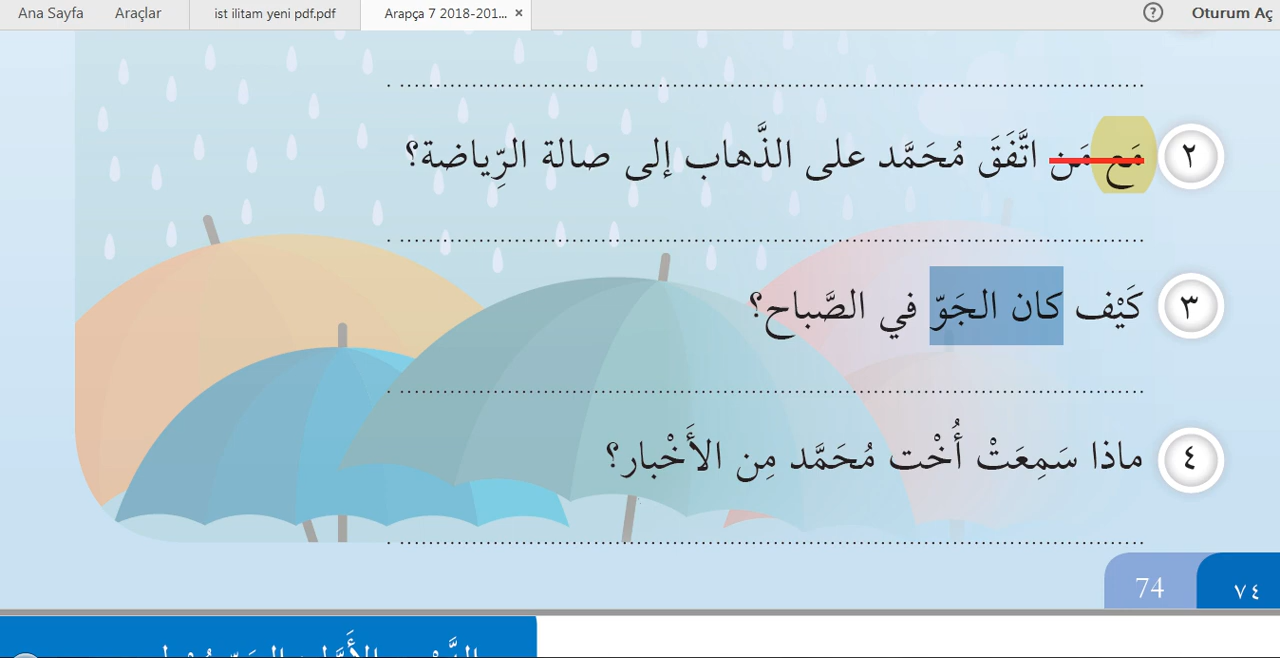 Ana Sayfa Araçlar ist ilitam yeni pdf.pdf Arapça 7 2018-201... × ? Oturum Aç
٢ مَع مَن اتَّفَقَ مُحَمَّد على الذَّهاب إلى صالة الرِّياضة؟
٣ كَيْف كان الجَوّ في الصَّباح؟
٤ ماذا سَمِعَتْ أُخْت مُحَمَّد مِن الأَخْبار؟
74 ٧٤